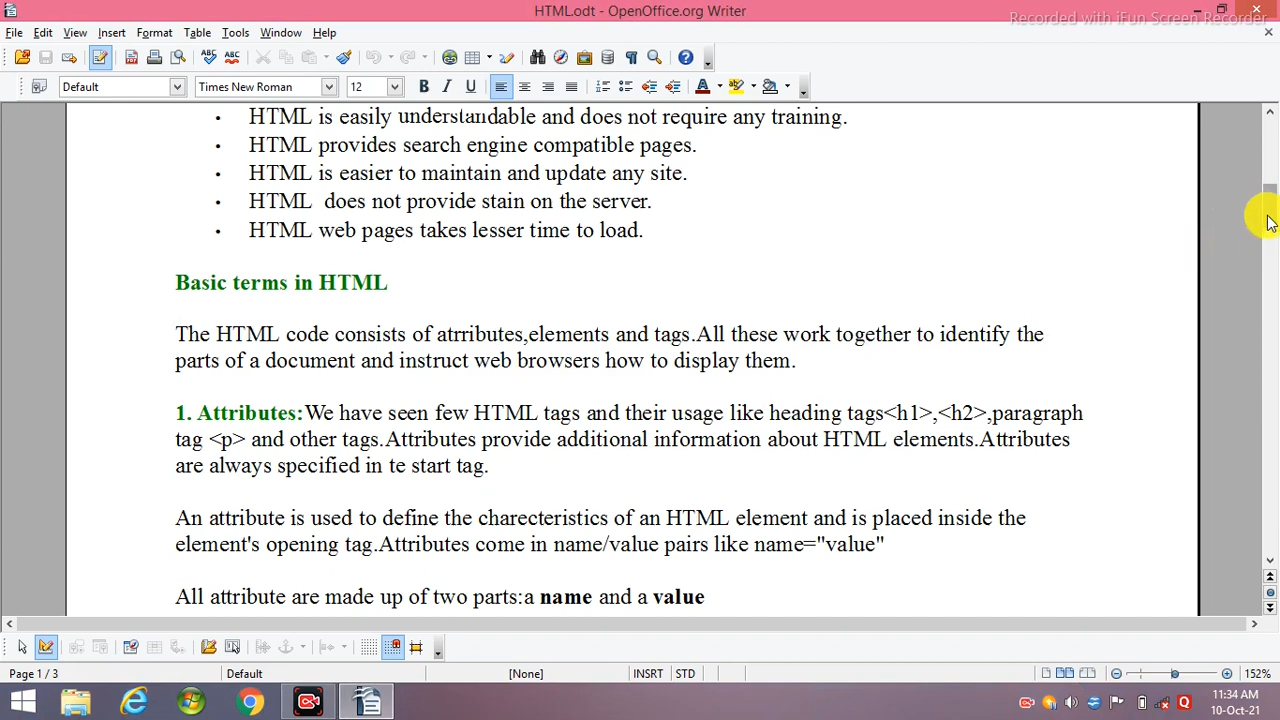 HTML.odt - OpenOffice.org Writer
Recorded with iFun Screen Recorder
File Edit View Insert Format Table Tools Window Help
Default Times New Roman 12
• HTML is easily understandable and does not require any training.
• HTML provides search engine compatible pages.
• HTML is easier to maintain and update any site.
• HTML  does not provide stain on the server.
• HTML web pages takes lesser time to load.
Basic terms in HTML
The HTML code consists of atrributes,elements and tags.All these work together to identify the
parts of a document and instruct web browsers how to display them.
1. Attributes:We have seen few HTML tags and their usage like heading tags<h1>,<h2>,paragraph
tag <p> and other tags.Attributes provide additional information about HTML elements.Attributes
are always specified in te start tag.
An attribute is used to define the charecteristics of an HTML element and is placed inside the
element's opening tag.Attributes come in name/value pairs like name="value"
All attribute are made up of two parts:a name and a value
Page 1 / 3 Default [None] INSRT STD 152%
11:34 AM
10-Oct-21